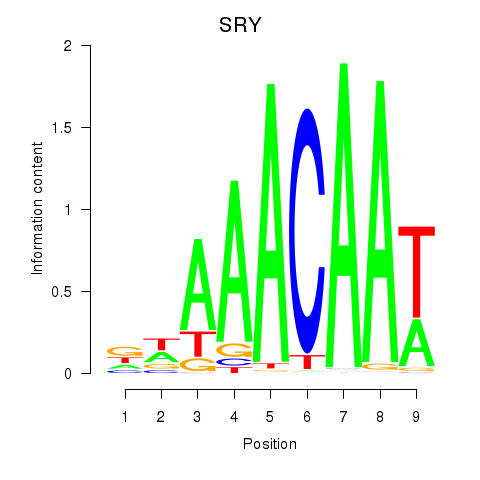 SRY
Information content
2
1.5
1
0.5
0
G T A C
T A G C
A T G
A G C T
A T
C T
A
A G
T A G
1 2 3 4 5 6 7 8 9
Position